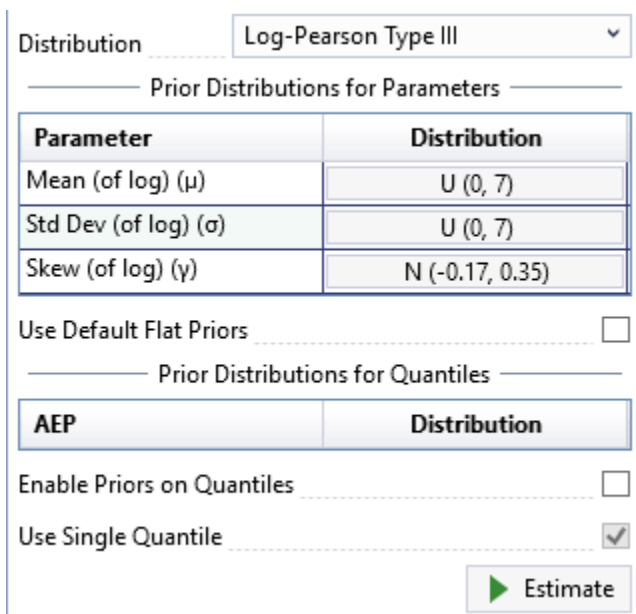 Distribution Log-Pearson Type III
Prior Distributions for Parameters
Parameter Distribution
Mean (of log) (µ) U (0, 7)
Std Dev (of log) (σ) U (0, 7)
Skew (of log) (γ) N (-0.17, 0.35)
Use Default Flat Priors
Prior Distributions for Quantiles
AEP Distribution
Enable Priors on Quantiles
Use Single Quantile
Estimate